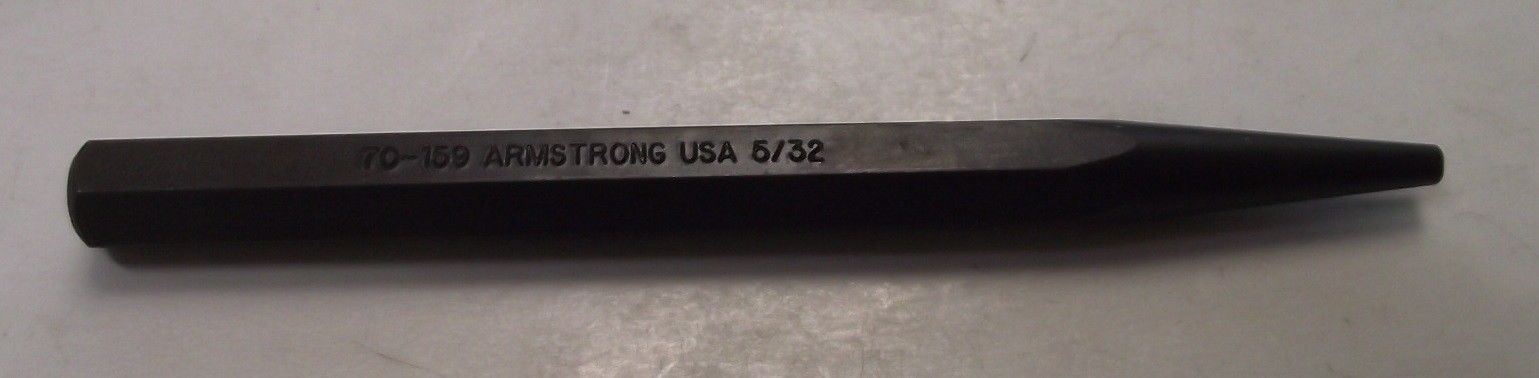 70-159 ARMSTRONG USA 5/32